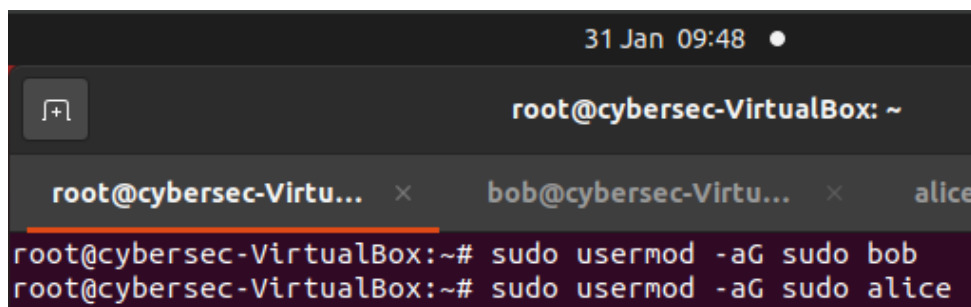 31 Jan 09:48
root@cybersec-VirtualBox: ~
root@cybersec-Virtu... × bob@cybersec-Virtu... × alice
root@cybersec-VirtualBox:~# sudo usermod -aG sudo bob
root@cybersec-VirtualBox:~# sudo usermod -aG sudo alice